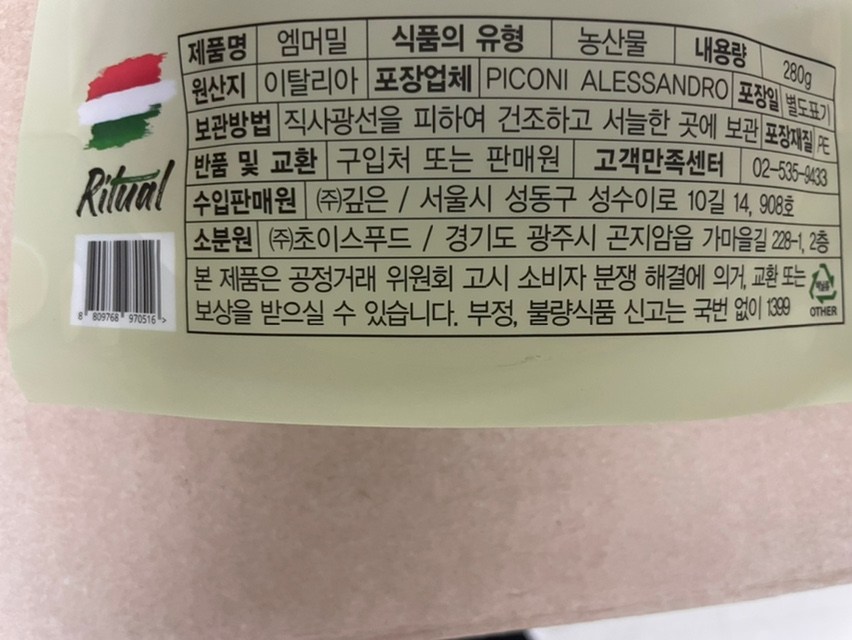 제품명 엠머밀 식품의 유형 농산물 내용량 280g
원산지 이탈리아 포장업체 PICONI ALESSANDRO 포장일 별도표기
보관방법 직사광선을 피하여 건조하고 서늘한 곳에 보관 포장재질 PE
반품 및 교환 구입처 또는 판매원 고객만족센터 02-535-9433
Ritual
수입판매원 ㈜깊은 / 서울시 성동구 성수이로 10길 14, 908호
소분원 ㈜초이스푸드 / 경기도 광주시 곤지암읍 가마을길 228-1, 2층
본 제품은 공정거래 위원회 고시 소비자 분쟁 해결에 의거, 교환 또는
보상을 받으실 수 있습니다. 부정, 불량식품 신고는 국번 없이 1399
OTHER
8 809768 970516 >